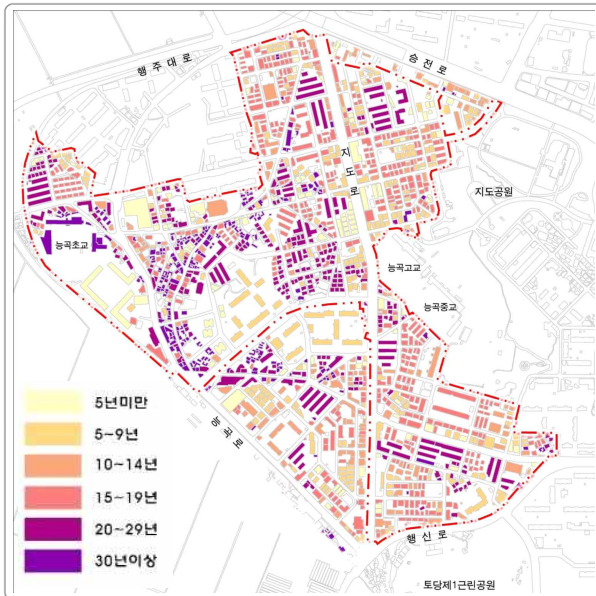 행주대로
승전로
지도로
지도공원
능곡초교
능곡고교
능곡중교
5년미만
5~9년
10~14년
15~19년
20~29년
30년이상
능곡로
행신로
토당제1근린공원